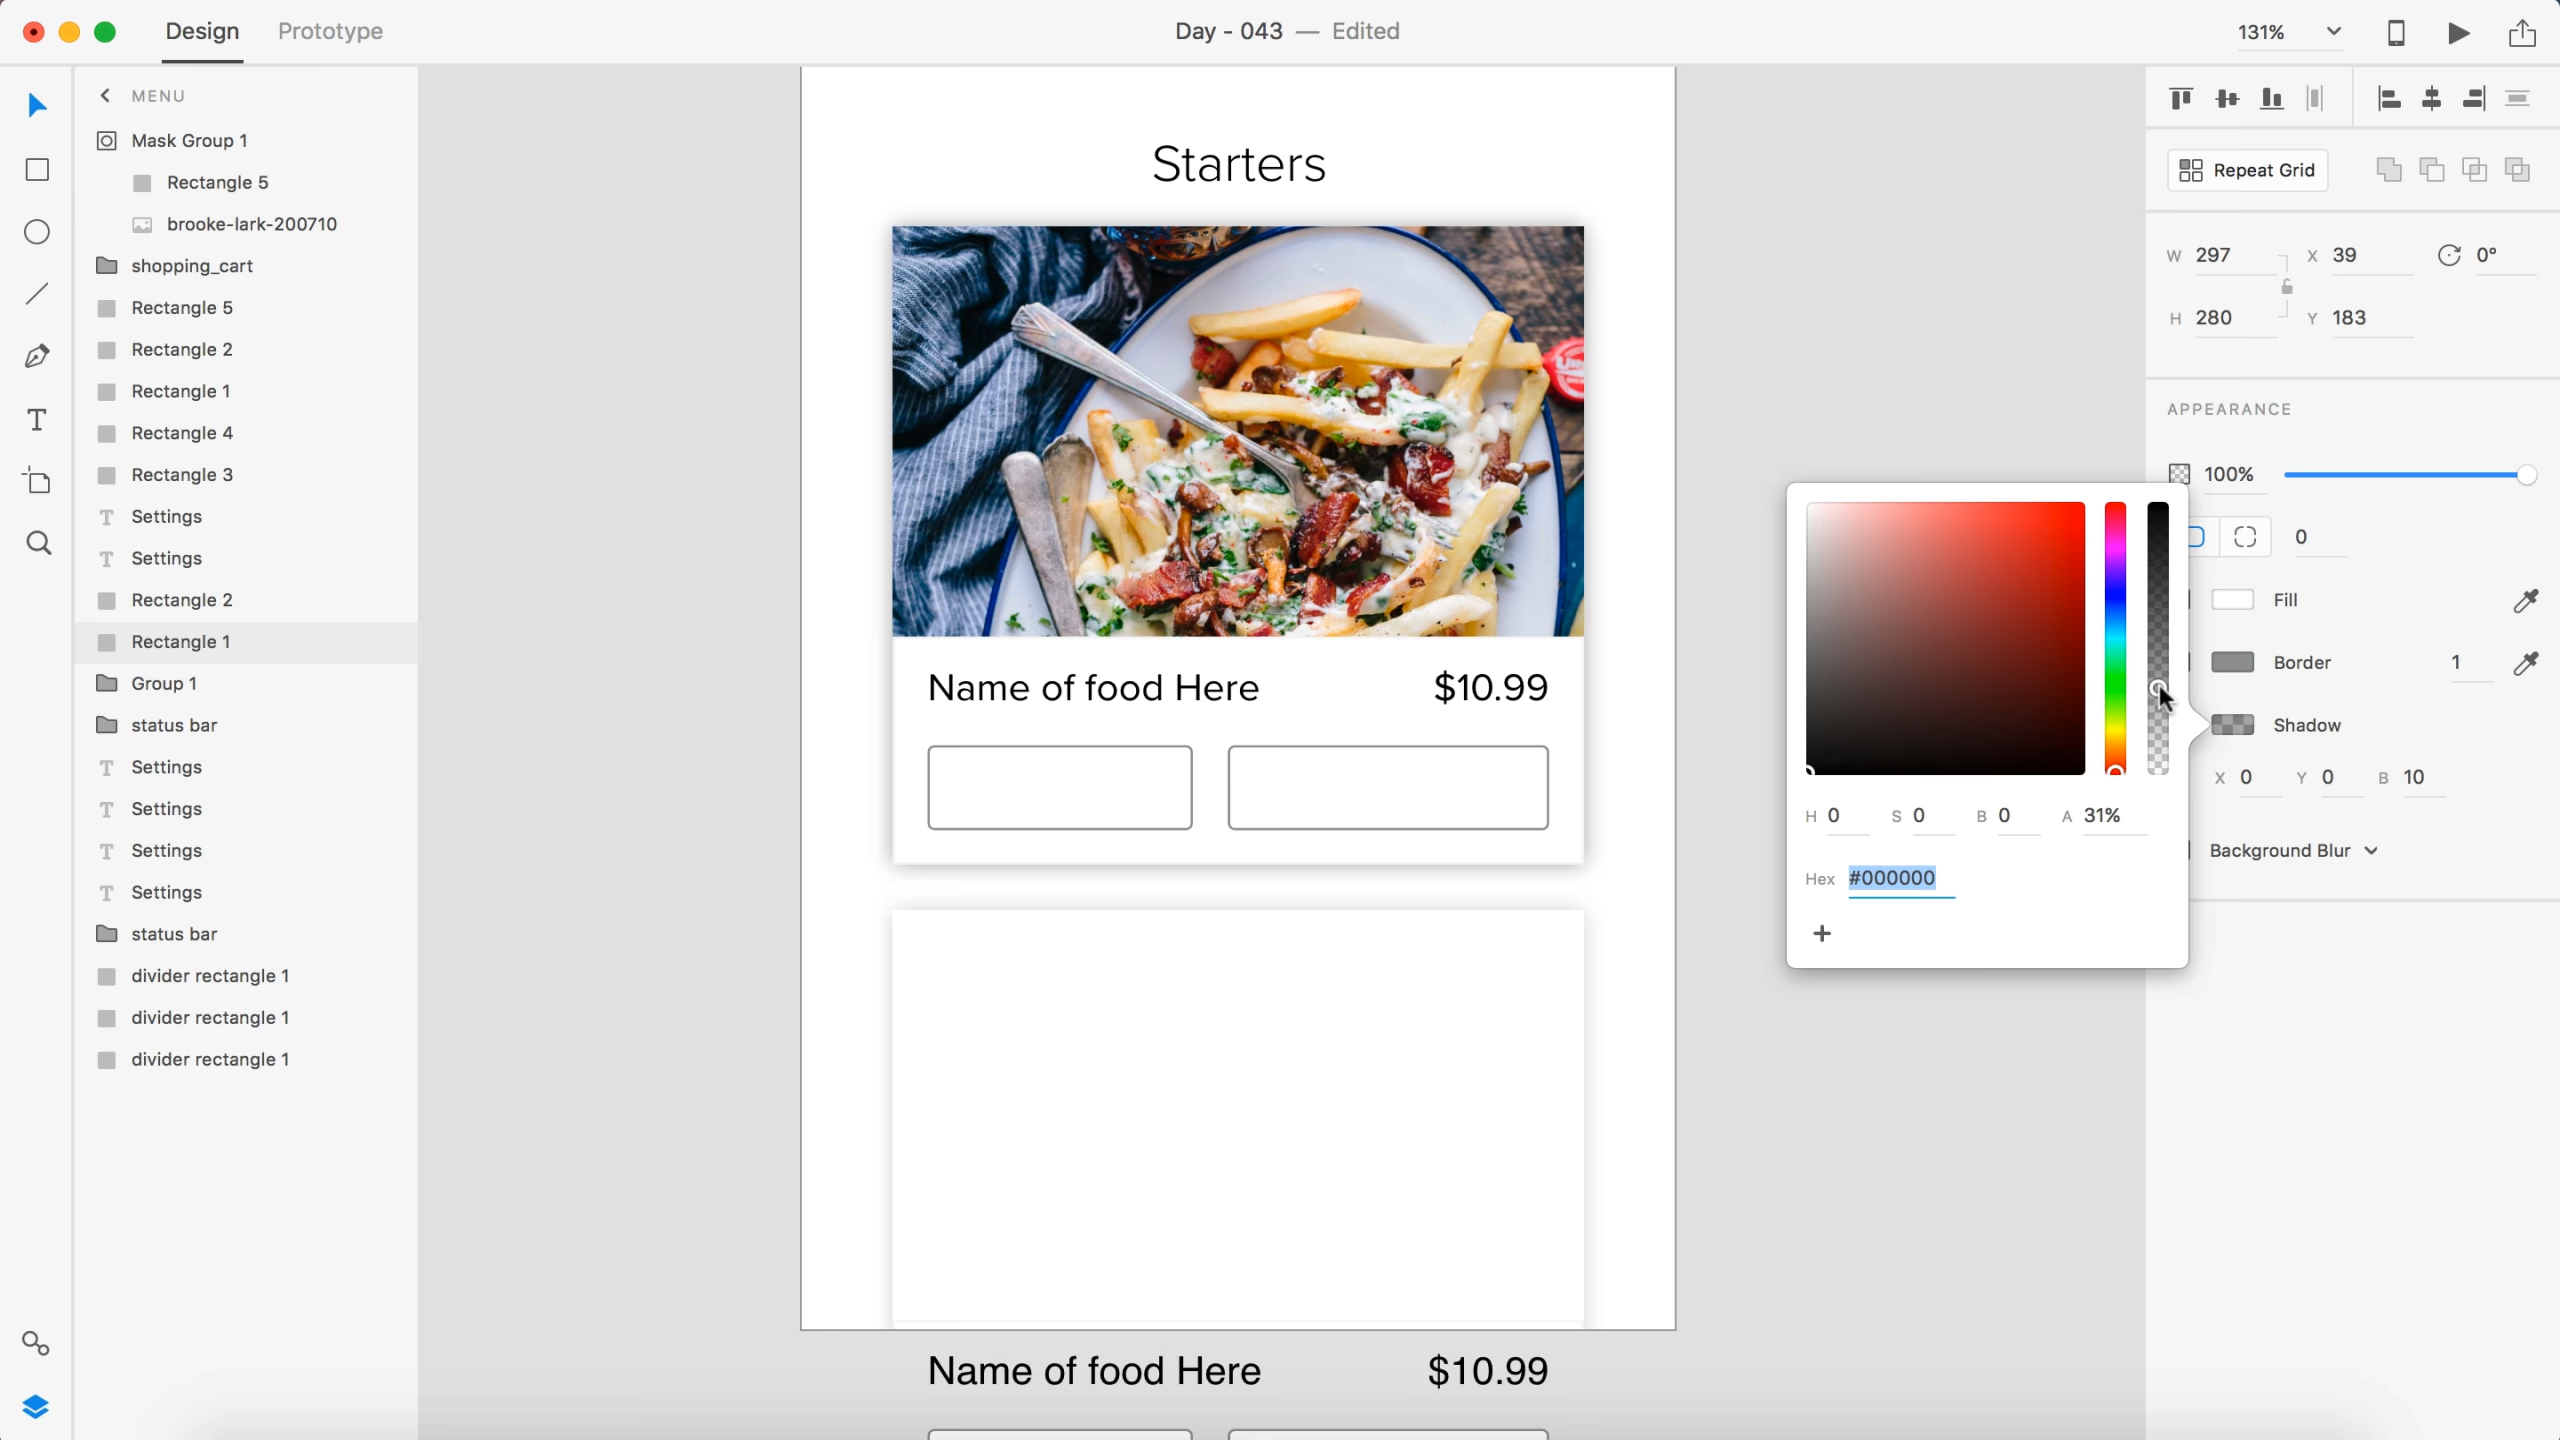 Design Prototype Day - 043 — Edited 131%
MENU
Mask Group 1
Rectangle 5
brooke-lark-200710
shopping_cart
Rectangle 5
Rectangle 2
Rectangle 1
Rectangle 4
Rectangle 3
Settings
Settings
Rectangle 2
Rectangle 1
Group 1
status bar
Settings
Settings
Settings
Settings
status bar
divider rectangle 1
divider rectangle 1
divider rectangle 1
Starters
Name of food Here $10.99
Name of food Here $10.99
H 0 S 0 B 0 A 31%
Hex #000000
Repeat Grid
W 297 X 39 0°
H 280 Y 183
APPEARANCE
100%
0
Fill
Border 1
Shadow
X 0 Y 0 B 10
Background Blur